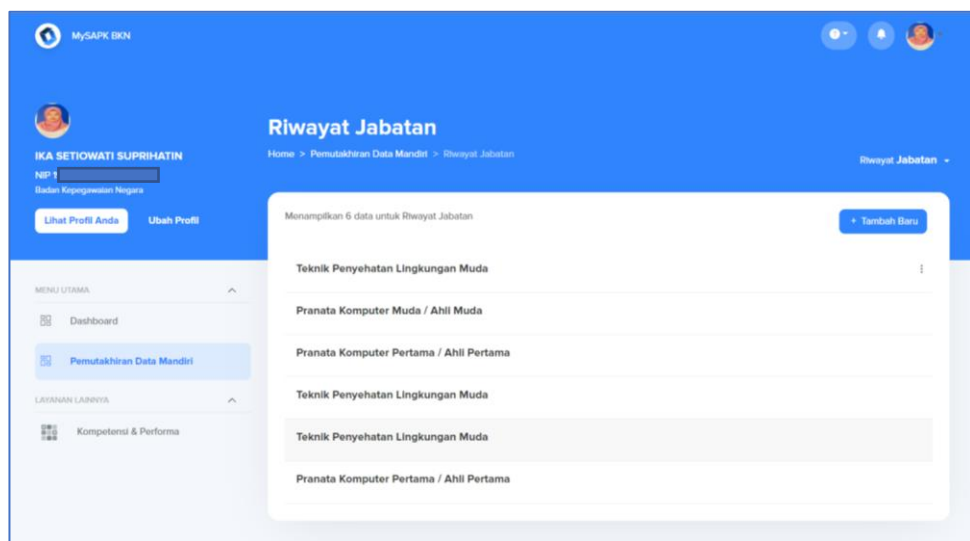 MySAPK BKN
IKA SETIOWATI SUPRIHATIN
NIP 1
Badan Kepegawaian Negara
Lihat Profil Anda Ubah Profil
MENU UTAMA
Dashboard
Pemutakhiran Data Mandiri
LAYANAN LAINNYA
Kompetensi & Performa
Riwayat Jabatan
Home > Pemutakhiran Data Mandiri > Riwayat Jabatan
Riwayat Jabatan
Menampilkan 6 data untuk Riwayat Jabatan
+ Tambah Baru
Teknik Penyehatan Lingkungan Muda
Pranata Komputer Muda / Ahli Muda
Pranata Komputer Pertama / Ahli Pertama
Teknik Penyehatan Lingkungan Muda
Teknik Penyehatan Lingkungan Muda
Pranata Komputer Pertama / Ahli Pertama